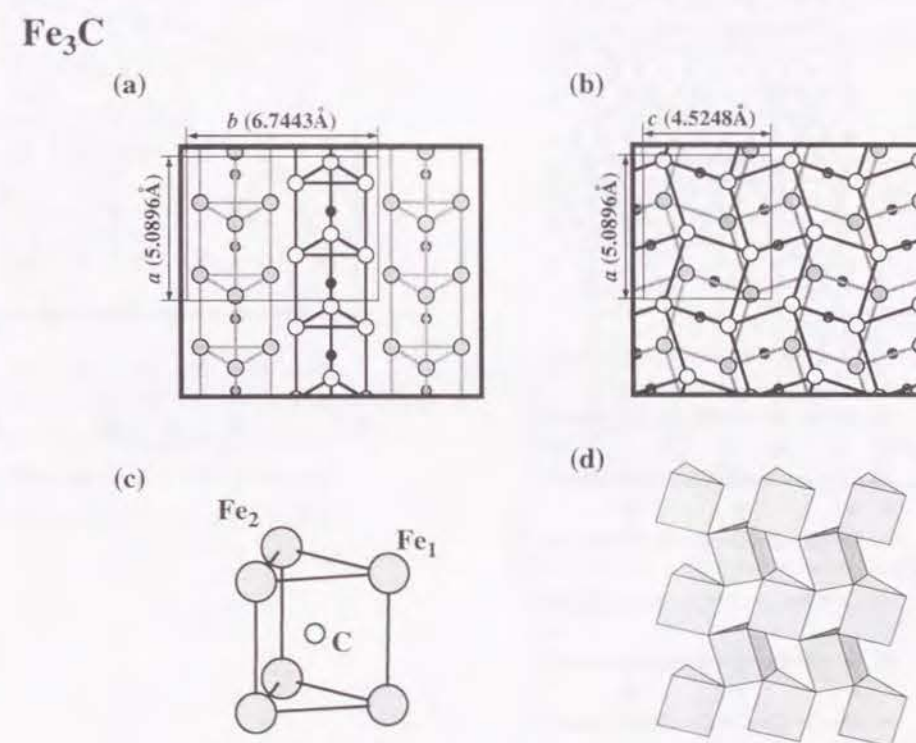 Fe₃C
(a)
b (6.7443Å)
a (5.0896Å)
(b)
c (4.5248Å)
a (5.0896Å)
(c)
Fe₂
Fe₁
C
(d)